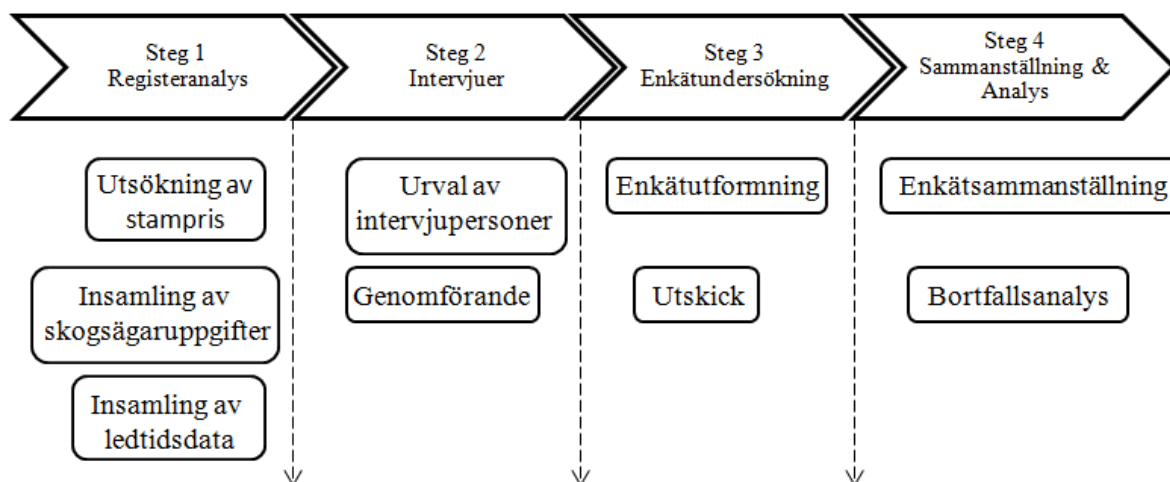 Steg 1
Registeranalys
Steg 2
Intervjuer
Steg 3
Enkätundersökning
Steg 4
Sammanställning &
Analys
Utsökning av
stampris
Insamling av
skogsägaruppgifter
Insamling av
ledtidsdata
Urval av
intervjupersoner
Genomförande
Enkätutformning
Utskick
Enkätsammanställning
Bortfallsanalys